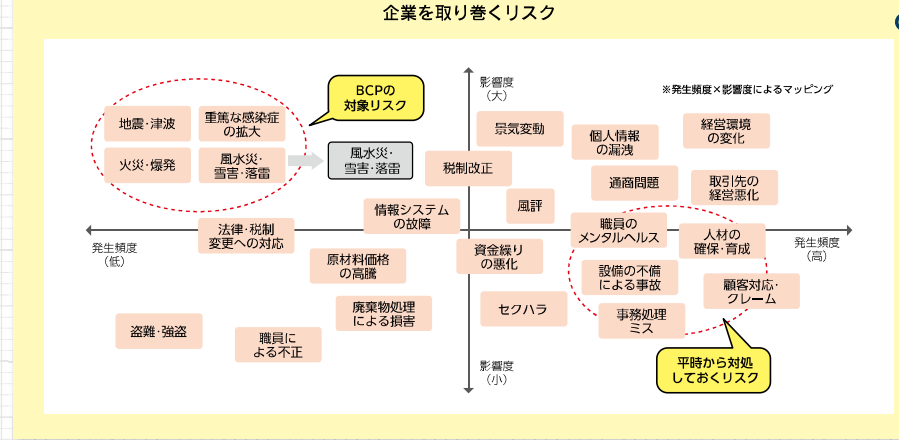 企業を取り巻くリスク
影響度
（大）
※発生頻度×影響度によるマッピング
BCPの
対象リスク
地震・津波
重篤な感染症
の拡大
火災・爆発
風水災・
雪害・落雷
風水災・
雪害・落雷
景気変動
個人情報
の漏洩
経営環境
の変化
税制改正
通商問題
取引先の
経営悪化
風評
情報システム
の故障
職員の
メンタルヘルス
人材の
確保・育成
法律・税制
変更への対応
発生頻度
（低）
発生頻度
（高）
原材料価格
の高騰
資金繰り
の悪化
設備の不備
による事故
顧客対応・
クレーム
廃棄物処理
による損害
セクハラ
事務処理
ミス
盗難・強盗
職員に
よる不正
影響度
（小）
平時から対処
しておくリスク